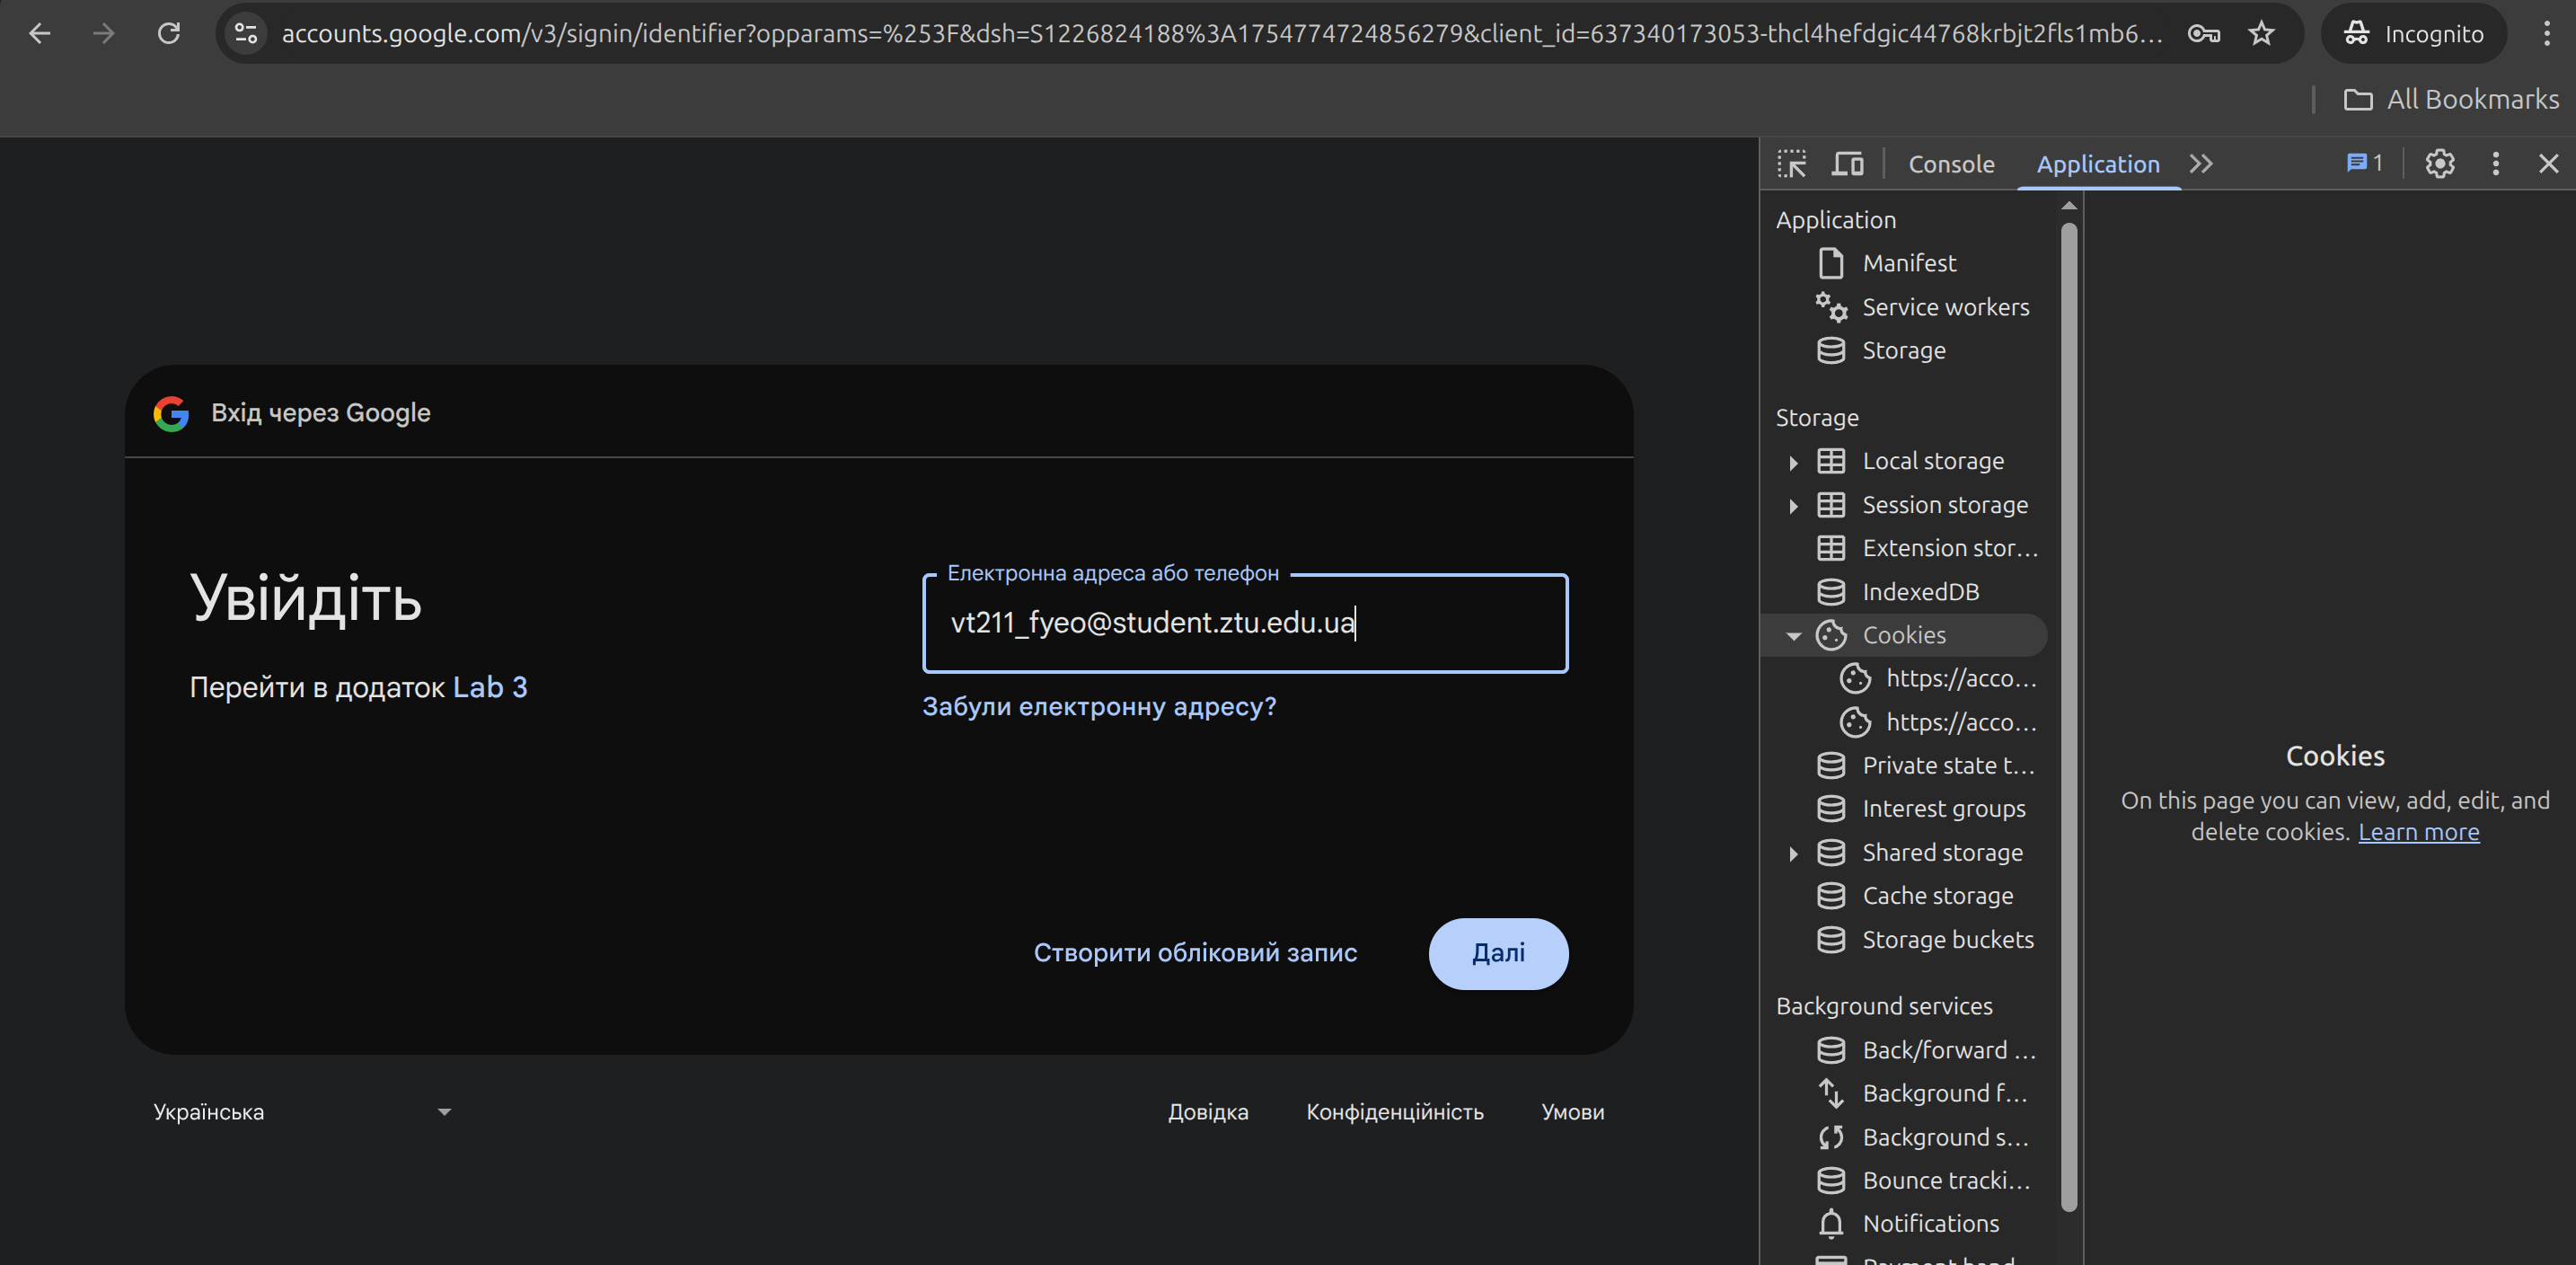 accounts.google.com/v3/signin/identifier?opparams=%253F&dsh=S1226824188%3A1754774724856279&client_id=637340173053-thcl4hefdgic44768krbjt2fls1mb6...
Incognito
All Bookmarks
Вхід через Google
Увійдіть
Перейти в додаток Lab 3
Електронна адреса або телефон
vt211_fyeo@student.ztu.edu.ua
Забули електронну адресу?
Створити обліковий запис
Далі
Українська
Довідка
Конфіденційність
Умови
Console
Application
1
Application
Manifest
Service workers
Storage
Storage
Local storage
Session storage
Extension stor...
IndexedDB
Cookies
https://acco...
https://acco...
Private state t...
Interest groups
Shared storage
Cache storage
Storage buckets
Background services
Back/forward ...
Background f...
Background s...
Bounce tracki...
Notifications
Cookies
On this page you can view, add, edit, and
delete cookies. Learn more